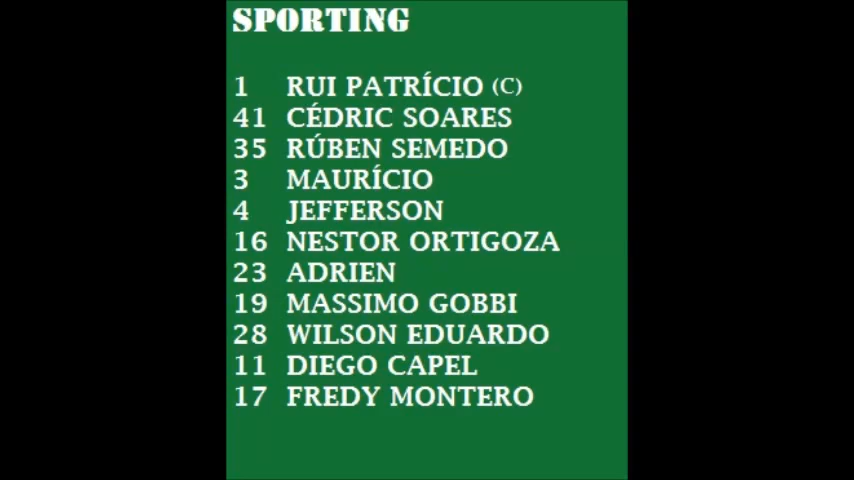 SPORTING
1 RUI PATRÍCIO (C)
41 CÉDRIC SOARES
35 RÚBEN SEMEDO
3 MAURÍCIO
4 JEFFERSON
16 NESTOR ORTIGOZA
23 ADRIEN
19 MASSIMO GOBBI
28 WILSON EDUARDO
11 DIEGO CAPEL
17 FREDY MONTERO